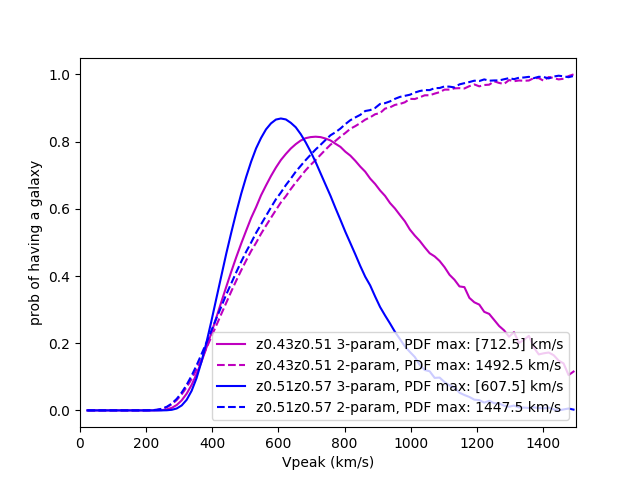 1.0
0.8
0.6
0.4
0.2
0.0
prob of having a galaxy
z0.43z0.51 3-param, PDF max: [712.5] km/s
z0.43z0.51 2-param, PDF max: 1492.5 km/s
z0.51z0.57 3-param, PDF max: [607.5] km/s
z0.51z0.57 2-param, PDF max: 1447.5 km/s
0 200 400 600 800 1000 1200 1400
Vpeak (km/s)